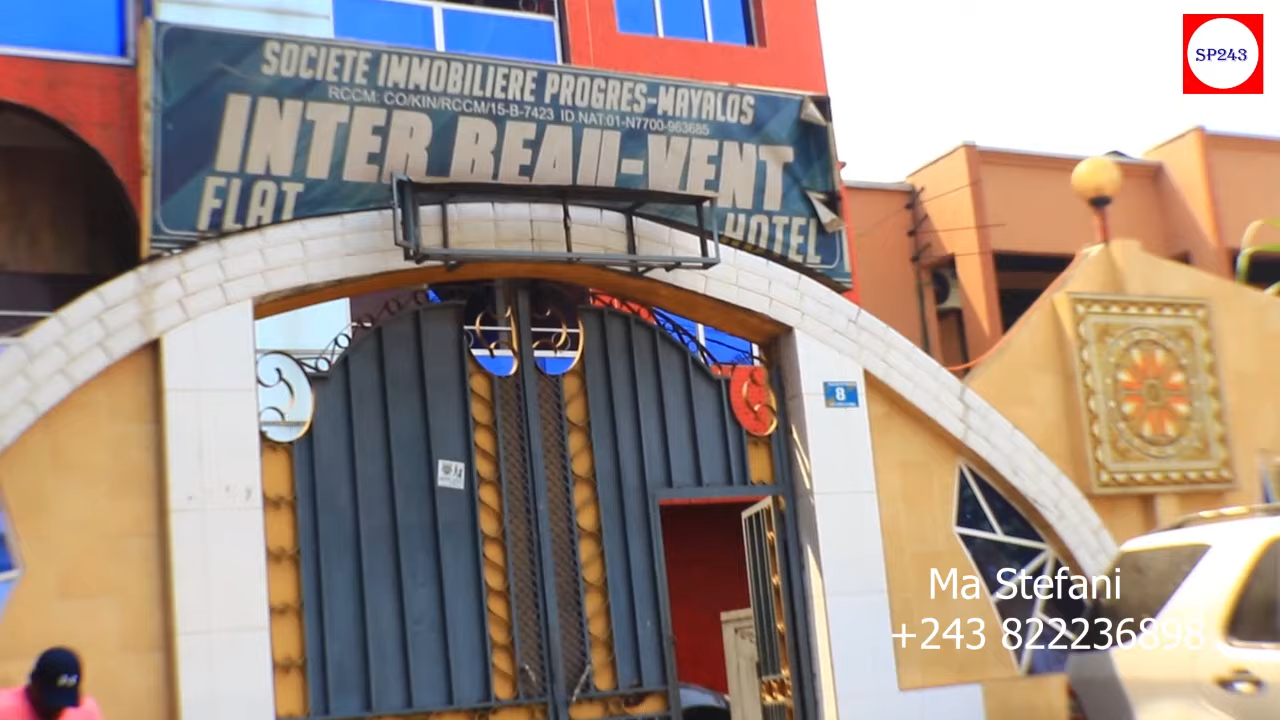 SP243
SOCIETE IMMOBILIERE PROGRES-MAYALOS
RCCM: CO/KIN/RCCM/15-B-7423 ID.NAT:01-N7700-963685
INTER BEAU-VENT
FLAT HOTEL
8
Ma Stefani
+243 822236898